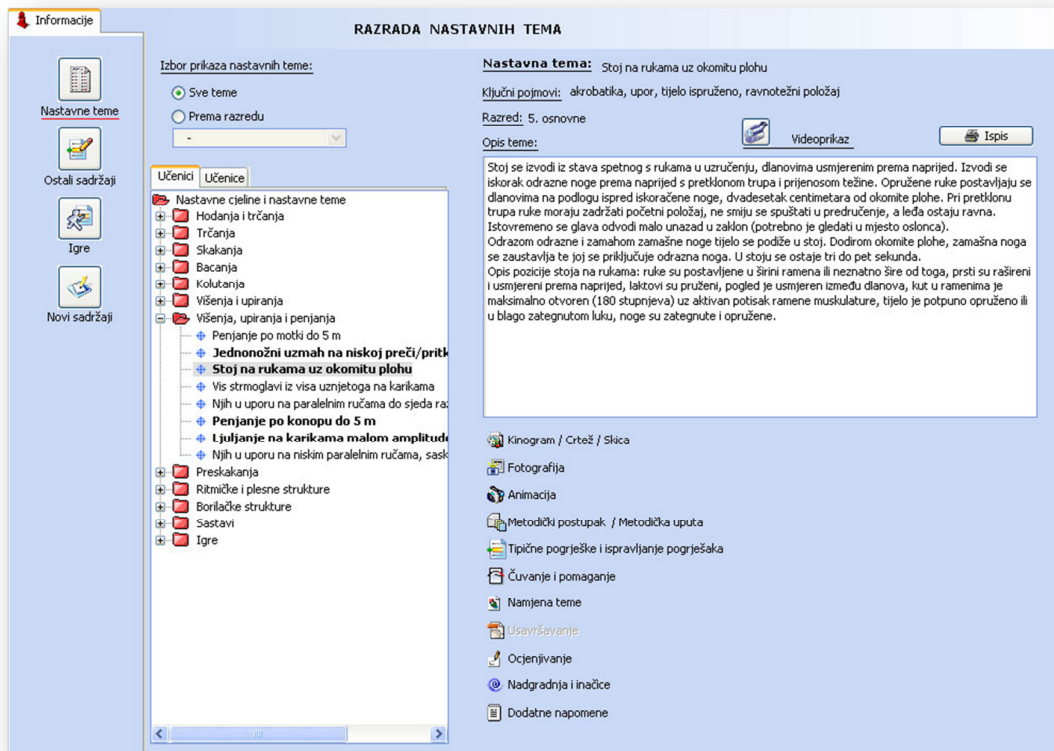 Informacije
RAZRADA NASTAVNIH TEMA
Nastavne teme
Ostali sadržaji
Igre
Novi sadržaji
Izbor prikaza nastavnih teme:
Sve teme
Prema razredu
-
Učenici Učenice
Nastavne cjeline i nastavne teme
Hodanja i trčanja
Trčanja
Skakanja
Bacanja
Kolutanja
Višenja i upiranja
Višenja, upiranja i penjanja
Penjanje po motki do 5 m
Jednonožni uzmah na niskoj preči/pritk
Stoj na rukama uz okomitu plohu
Vis strmoglavi iz visa uznjetoga na karikama
Njih u uporu na paralelnim ručama do sjeda raz
Penjanje po konopu do 5 m
Ljuljanje na karikama malom amplitudo
Njih u uporu na niskim paralelnim ručama, sask
Preskakanja
Ritmičke i plesne strukture
Borilačke strukture
Sastavi
Igre
Nastavna tema: Stoj na rukama uz okomitu plohu
Ključni pojmovi: akrobatika, upor, tijelo ispruženo, ravnotežni položaj
Razred: 5. osnovne
Opis teme:
Videoprikaz
Ispis
Stoj se izvodi iz stava spetnog s rukama u uzručenju, dlanovima usmjerenim prema naprijed. Izvodi se
iskorak odrazne noge prema naprijed s pretklonom trupa i prijenosom težine. Opružene ruke postavljaju se
dlanovima na podlogu ispred iskoračene noge, dvadesetak centimetara od okomite plohe. Pri pretklonu
trupa ruke moraju zadržati početni položaj, ne smiju se spuštati u predručenje, a leđa ostaju ravna.
Istovremeno se glava odvodi malo unazad u zaklon (potrebno je gledati u mjesto oslonca).
Odrazom odrazne i zamahom zamašne noge tijelo se podiže u stoj. Dodirom okomite plohe, zamašna noga
se zaustavlja te joj se priključuje odrazna noga. U stoju se ostaje tri do pet sekunda.
Opis pozicije stoja na rukama: ruke su postavljene u širini ramena ili neznatno šire od toga, prsti su rašireni
i usmjereni prema naprijed, laktovi su pruženi, pogled je usmjeren između dlanova, kut u ramenima je
maksimalno otvoren (180 stupnjeva) uz aktivan potisak ramene muskulature, tijelo je potpuno opruženo ili
u blago zategnutom luku, noge su zategnute i opružene.
Kinogram / Crtež / Skica
Fotografija
Animacija
Metodički postupak / Metodička uputa
Tipične pogrješke i ispravljanje pogrješaka
Čuvanje i pomaganje
Namjena teme
Usavršavanje
Ocjenjivanje
Nadgradnja i inačice
Dodatne napomene